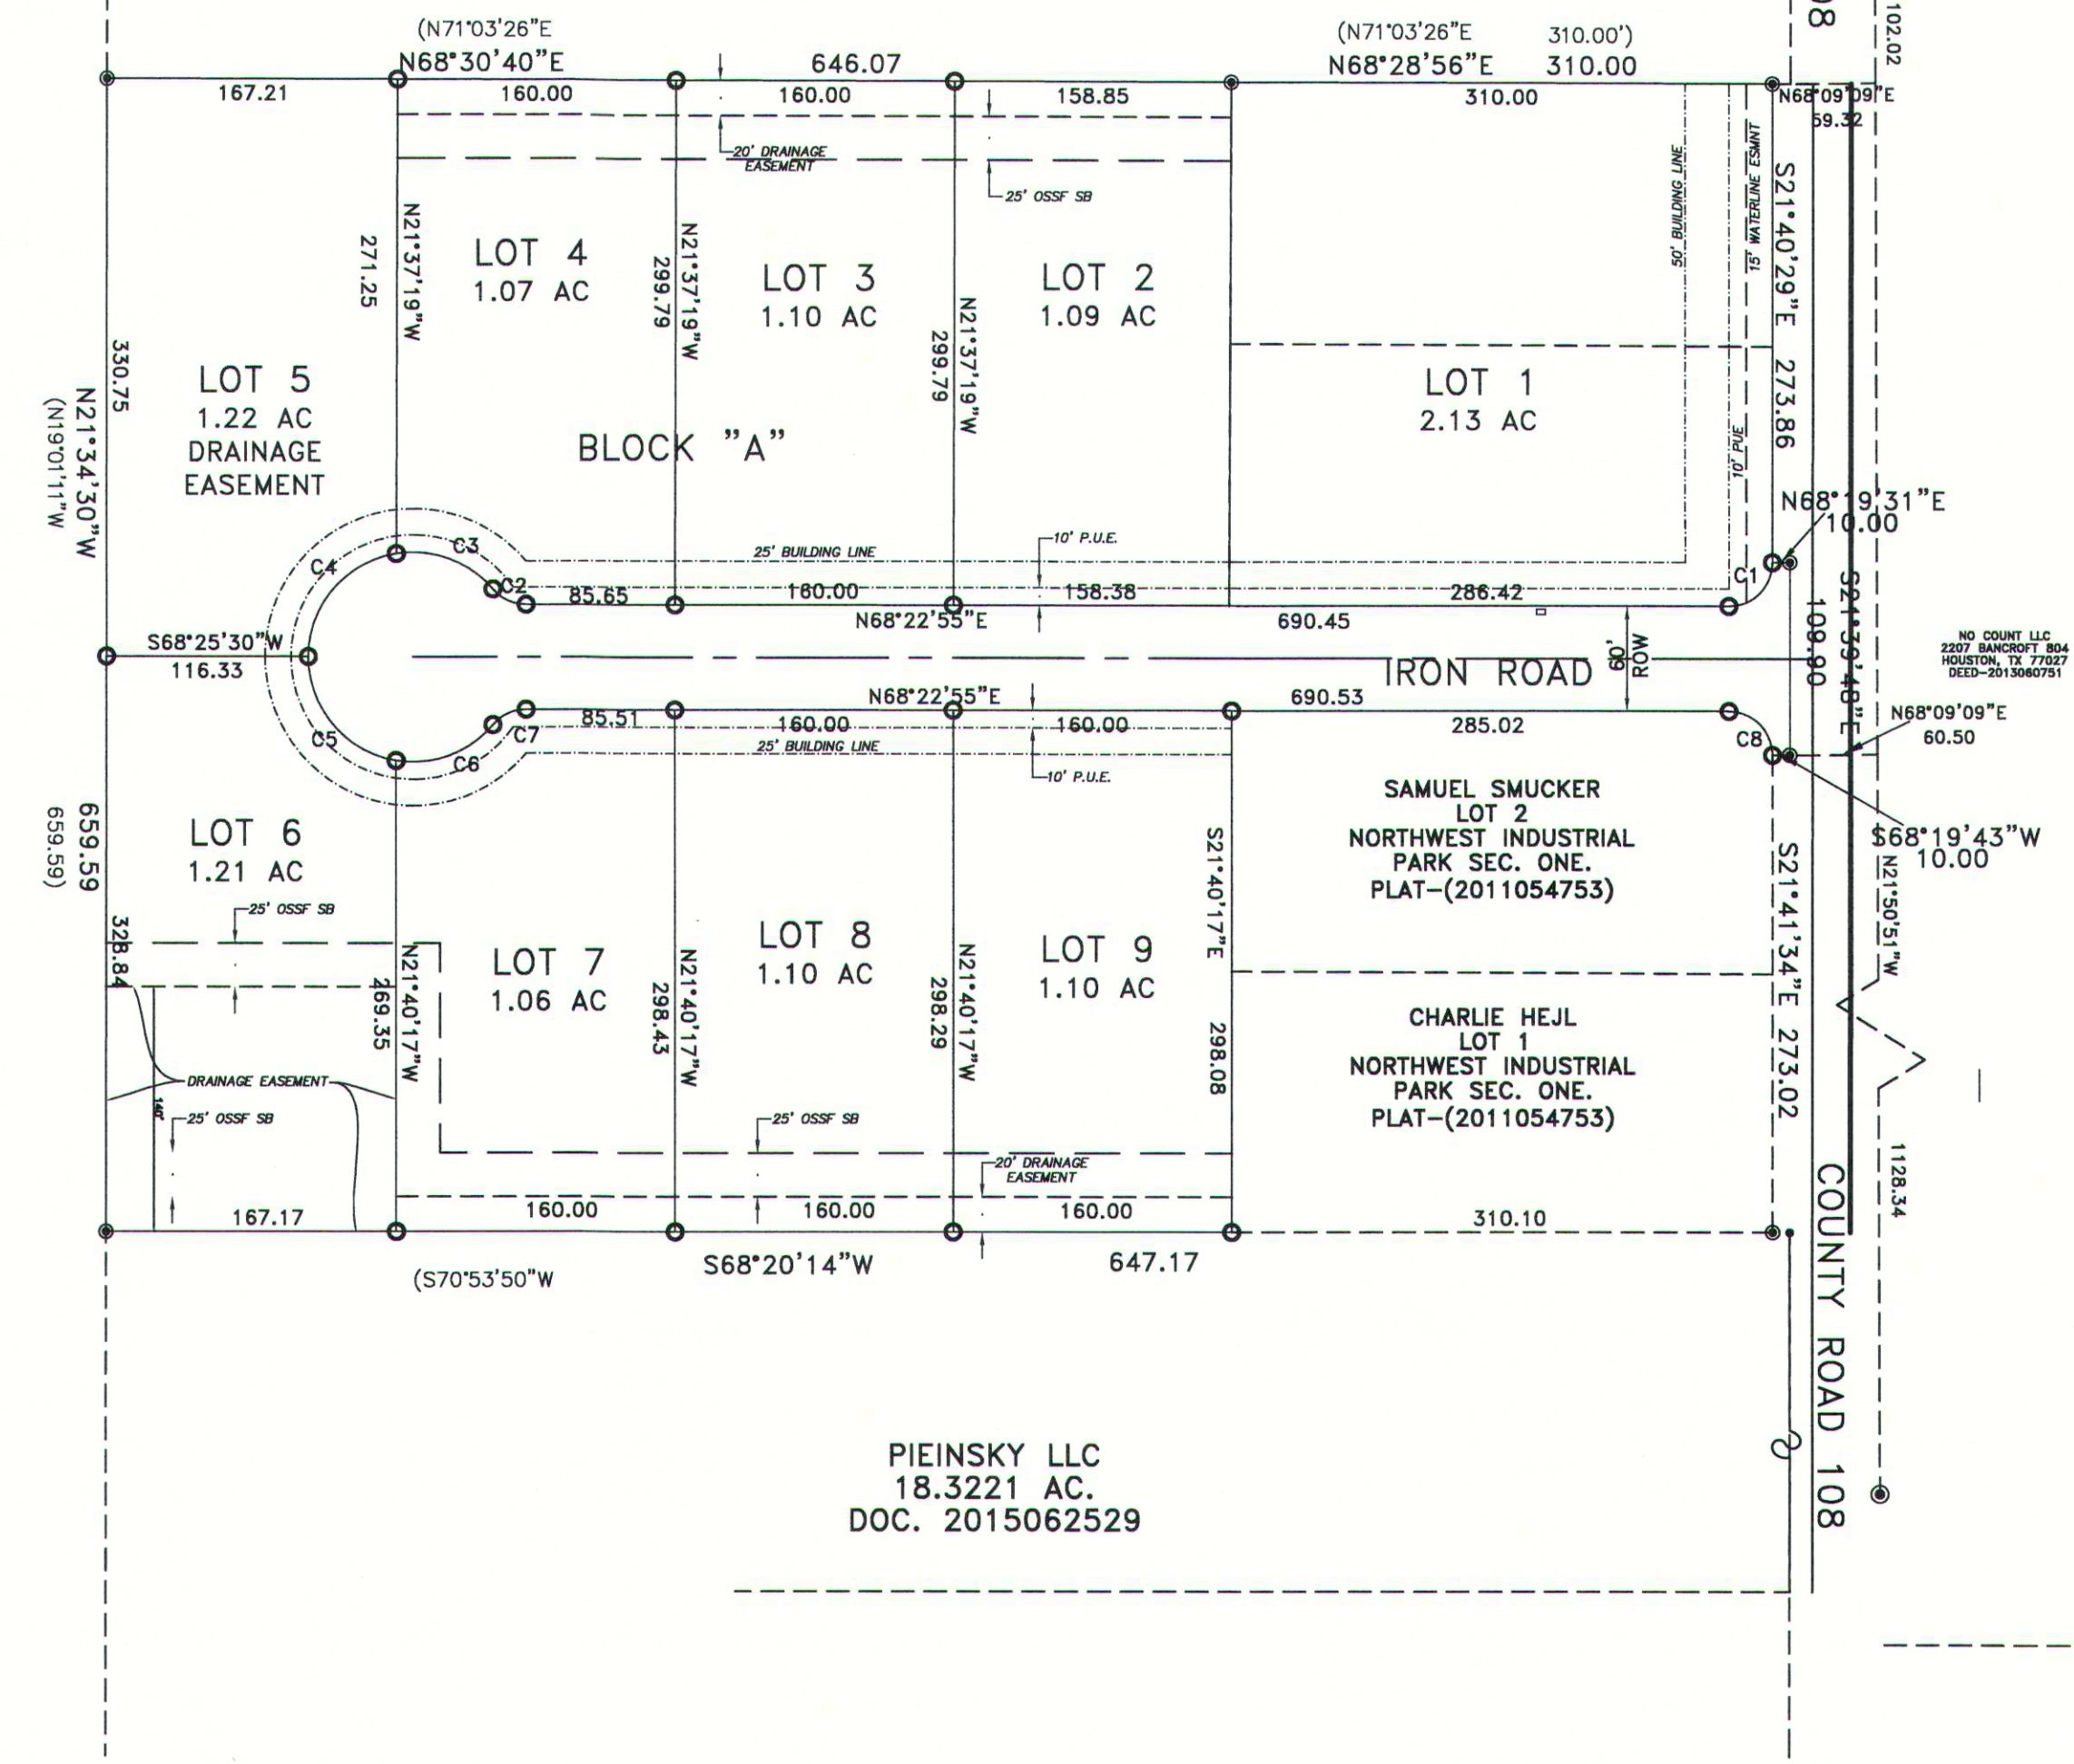 (N71°03'26"E
N68°30'40"E
646.07
(N71°03'26"E 310.00')
N68°28'56"E 310.00
08
102.02
167.21
160.00
160.00
158.85
310.00
N68°09'09"E
59.32
20' DRAINAGE
EASEMENT
25' OSSF SB
50' BUILDING LINE
15' WATERLINE ESMNT
10' PUE
S21°40'29"E 273.86
N21°37'19"W
271.25
LOT 4
1.07 AC
N21°37'19"W
299.79
LOT 3
1.10 AC
N21°37'19"W
299.79
LOT 2
1.09 AC
LOT 1
2.13 AC
330.75
N21°34'30"W
(N19°01'11"W
LOT 5
1.22 AC
DRAINAGE
EASEMENT
BLOCK "A"
N68°19'31"E
10.00
C4
C3
C2
C1
25' BUILDING LINE
10' P.U.E.
85.65
160.00
158.38
286.42
N68°22'55"E
690.45
S68°25'30"W
116.33
IRON ROAD
60'
ROW
109.90
S21°39'48"E
NO COUNT LLC
2207 BANCROFT 804
HOUSTON, TX 77027
DEED-2013060751
N68°22'55"E
690.53
85.51
160.00
160.00
285.02
C5
C6
C7
C8
25' BUILDING LINE
10' P.U.E.
N68°09'09"E
60.50
S68°19'43"W
10.00
659.59
659.59)
LOT 6
1.21 AC
25' OSSF SB
328.84
SAMUEL SMUCKER
LOT 2
NORTHWEST INDUSTRIAL
PARK SEC. ONE.
PLAT-(2011054753)
S21°40'17"E
298.08
S21°41'34"E 273.02
N21°50'51"W
1128.34
N21°40'17"W
269.35
LOT 7
1.06 AC
N21°40'17"W
298.43
LOT 8
1.10 AC
N21°40'17"W
298.29
LOT 9
1.10 AC
CHARLIE HEJL
LOT 1
NORTHWEST INDUSTRIAL
PARK SEC. ONE.
PLAT-(2011054753)
DRAINAGE EASEMENT
140'
25' OSSF SB
25' OSSF SB
20' DRAINAGE
EASEMENT
167.17
160.00
160.00
160.00
310.10
(S70°53'50"W
S68°20'14"W
647.17
COUNTY ROAD 108
PIEINSKY LLC
18.3221 AC.
DOC. 2015062529